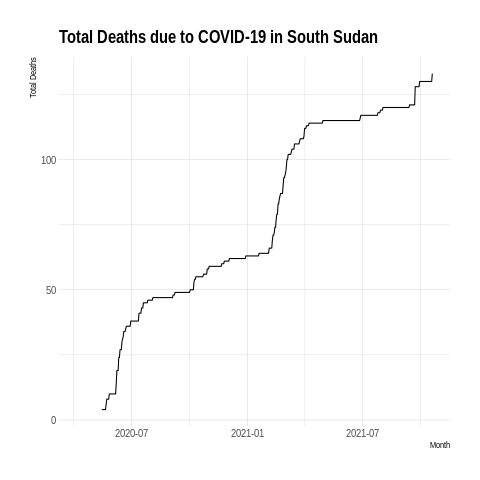 Total Deaths due to COVID-19 in South Sudan
Total Deaths
100
50
0
2020-07 2021-01 2021-07
Month